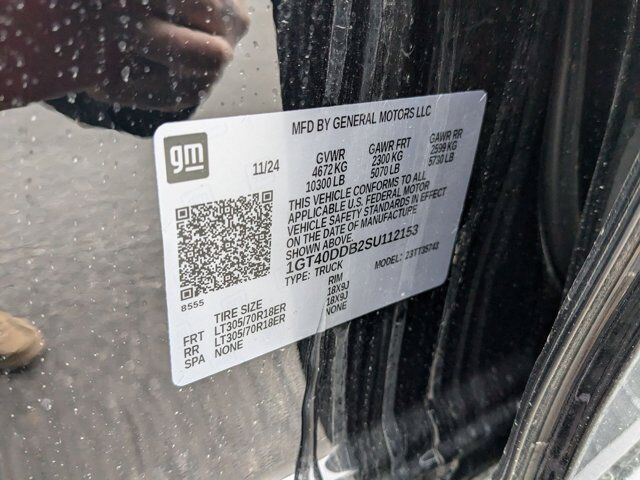 MFD BY GENERAL MOTORS LLC
gm
11/24
GVWR GAWR FRT GAWR RR
4672 KG 2300 KG 2599 KG
10300 LB 5070 LB 5730 LB
THIS VEHICLE CONFORMS TO ALL
APPLICABLE U.S. FEDERAL MOTOR
VEHICLE SAFETY STANDARDS IN EFFECT
ON THE DATE OF MANUFACTURE
SHOWN ABOVE
1GT40DDB2SU112153
TYPE: TRUCK MODEL:
8555
TIRE SIZE RIM
FRT LT305/70R18ER 18X9J
RR LT305/70R18ER 18X9J
SPA NONE NONE